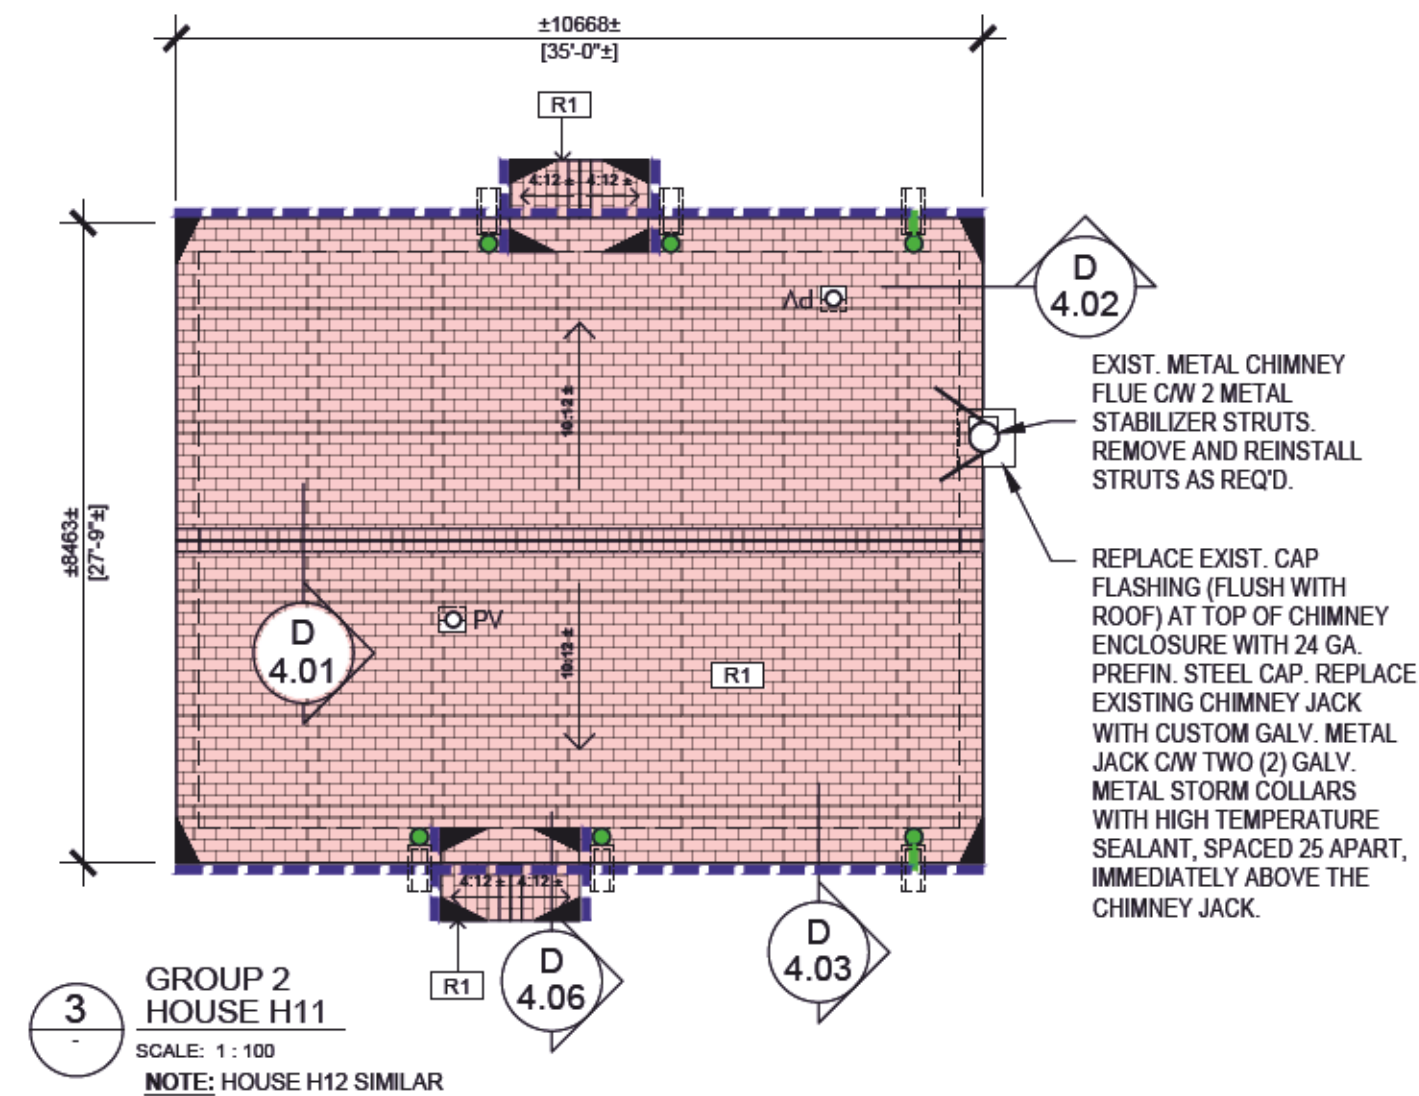 ±10668±
[35'-0"±]
R1
4:12 ± 4:12 ±
D
4.02
PV
EXIST. METAL CHIMNEY
FLUE C/W 2 METAL
STABILIZER STRUTS.
REMOVE AND REINSTALL
STRUTS AS REQ'D.
10:12 ±
±8463±
[27'-9"±]
REPLACE EXIST. CAP
FLASHING (FLUSH WITH
ROOF) AT TOP OF CHIMNEY
ENCLOSURE WITH 24 GA.
PREFIN. STEEL CAP. REPLACE
EXISTING CHIMNEY JACK
WITH CUSTOM GALV. METAL
JACK C/W TWO (2) GALV.
METAL STORM COLLARS
WITH HIGH TEMPERATURE
SEALANT, SPACED 25 APART,
IMMEDIATELY ABOVE THE
CHIMNEY JACK.
PV
D
4.01
10:12 ±
R1
4:12 ± 4:12 ±
R1
D
4.06
D
4.03
3
-
GROUP 2
HOUSE H11
SCALE: 1 : 100
NOTE: HOUSE H12 SIMILAR